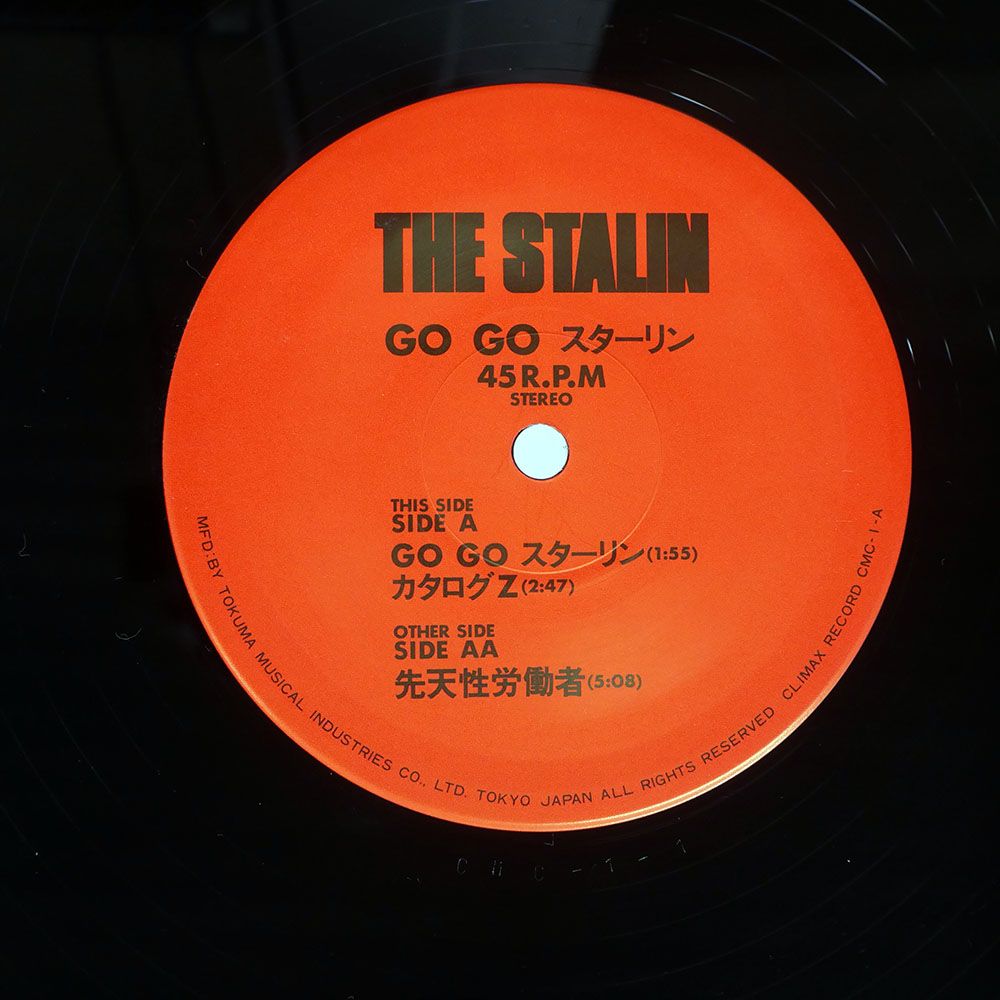 THE STALIN
GO GO スターリン
45 R.P.M
STEREO
THIS SIDE
SIDE A
GO GO スターリン(1:55)
カタログZ(2:47)
OTHER SIDE
SIDE AA
先天性労働者(5:08)
MFD:BY TOKUMA MUSICAL INDUSTRIES CO., LTD. TOKYO JAPAN ALL RIGHTS RESERVED CLIMAX RECORD CMC-1-A